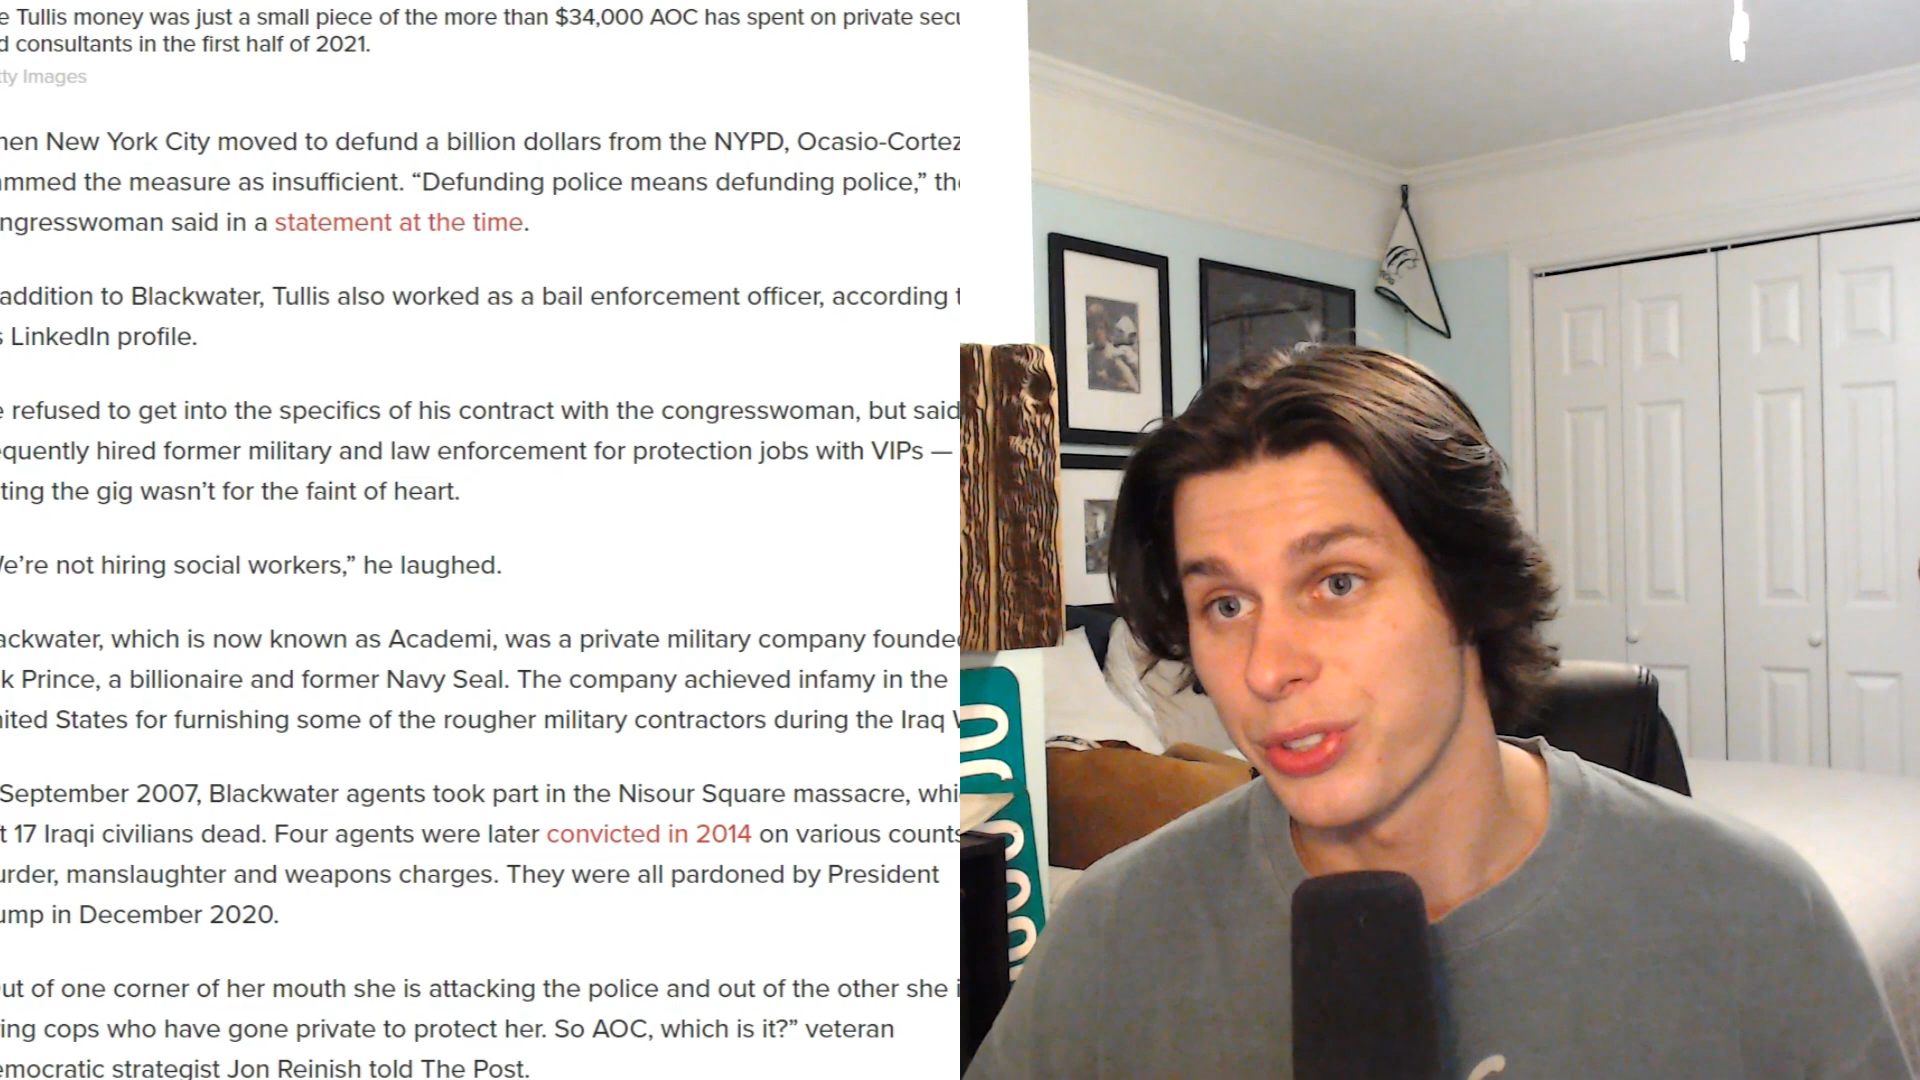 e Tullis money was just a small piece of the more than $34,000 AOC has spent on private secu
d consultants in the first half of 2021.
tty Images
hen New York City moved to defund a billion dollars from the NYPD, Ocasio-Cortez
ammed the measure as insufficient. “Defunding police means defunding police,” the
ngresswoman said in a statement at the time.
addition to Blackwater, Tullis also worked as a bail enforcement officer, according t
s LinkedIn profile.
e refused to get into the specifics of his contract with the congresswoman, but said
equently hired former military and law enforcement for protection jobs with VIPs —
ting the gig wasn’t for the faint of heart.
We’re not hiring social workers,” he laughed.
ackwater, which is now known as Academi, was a private military company founded
k Prince, a billionaire and former Navy Seal. The company achieved infamy in the
nited States for furnishing some of the rougher military contractors during the Iraq W
September 2007, Blackwater agents took part in the Nisour Square massacre, whi
t 17 Iraqi civilians dead. Four agents were later convicted in 2014 on various counts
urder, manslaughter and weapons charges. They were all pardoned by President
ump in December 2020.
ut of one corner of her mouth she is attacking the police and out of the other she i
ing cops who have gone private to protect her. So AOC, which is it?” veteran
emocratic strategist Jon Reinish told The Post.